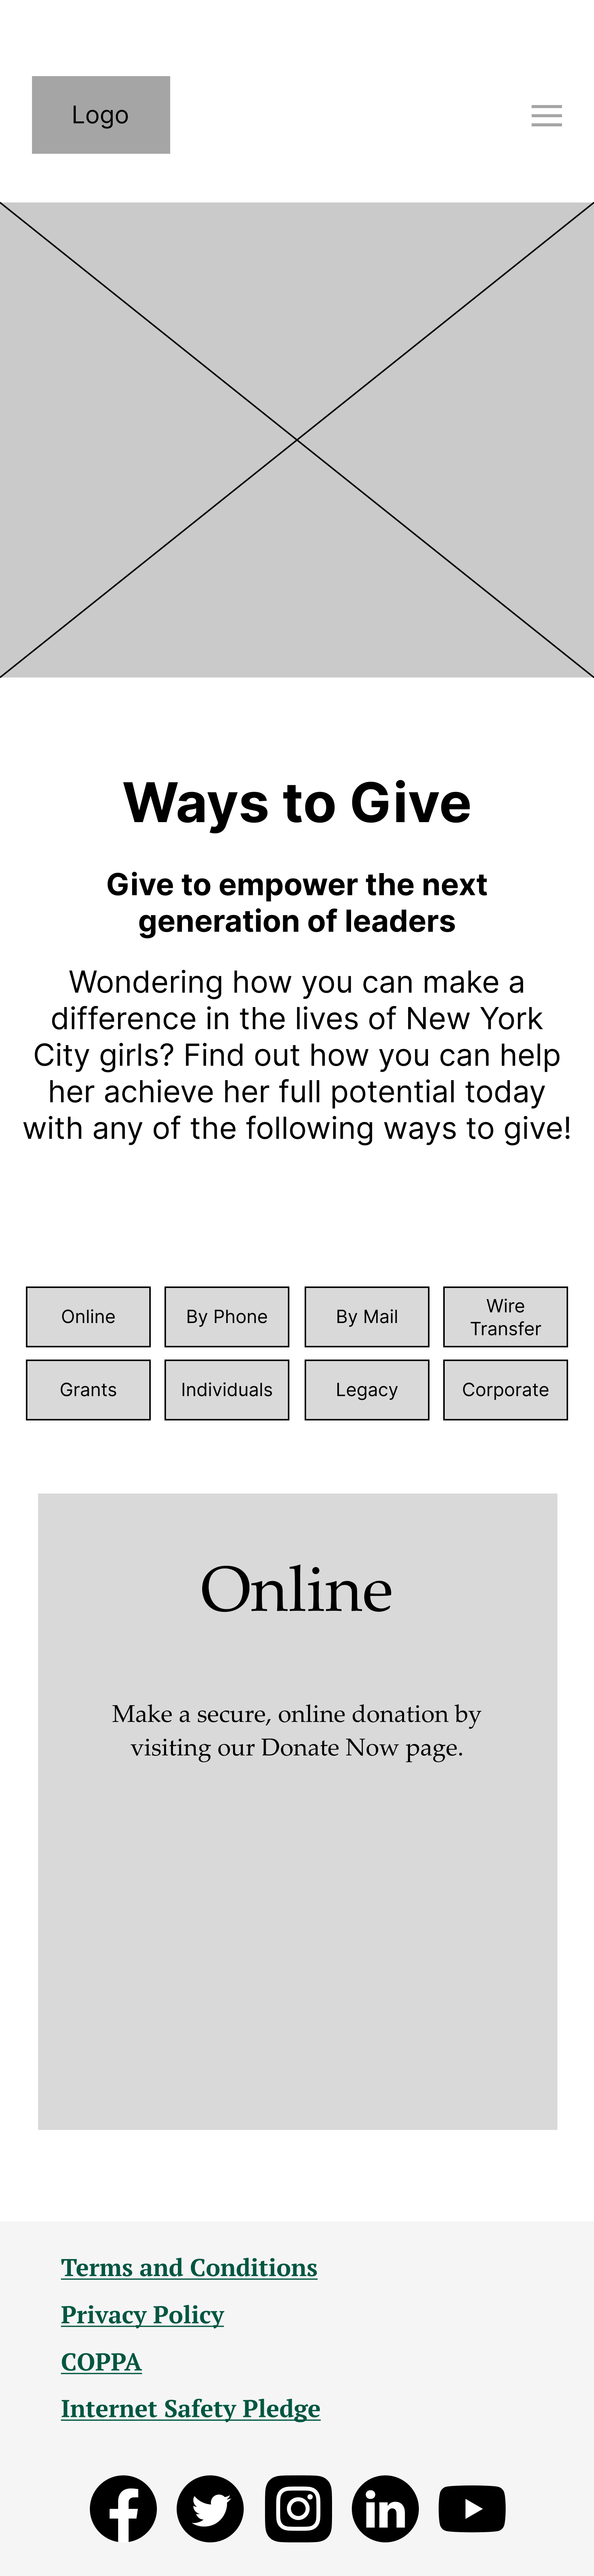 Logo
Ways to Give
Give to empower the next
generation of leaders
Wondering how you can make a
difference in the lives of New York
City girls? Find out how you can help
her achieve her full potential today
with any of the following ways to give!
Online
By Phone
By Mail
Wire
Transfer
Grants
Individuals
Legacy
Corporate
Online
Make a secure, online donation by
visiting our Donate Now page.
Terms and Conditions
Privacy Policy
COPPA
Internet Safety Pledge